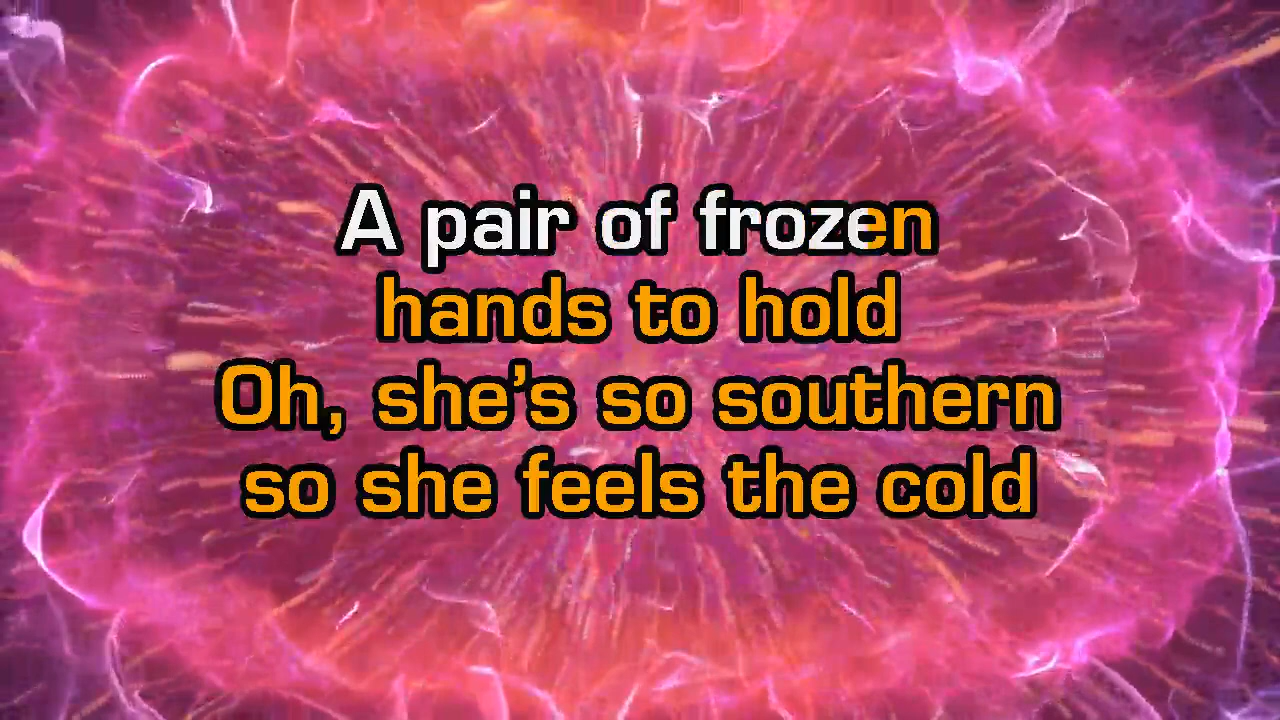 A pair of frozen
hands to hold
Oh, she’s so southern
so she feels the cold